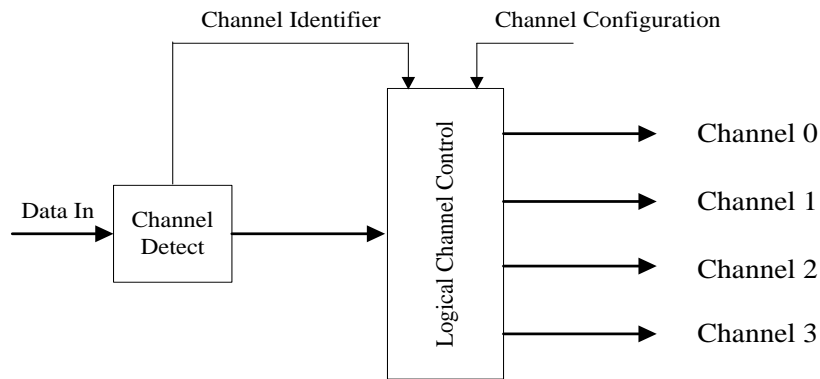 Channel Identifier
Channel Configuration
Data In
Channel
Detect
Logical Channel Control
Channel 0
Channel 1
Channel 2
Channel 3